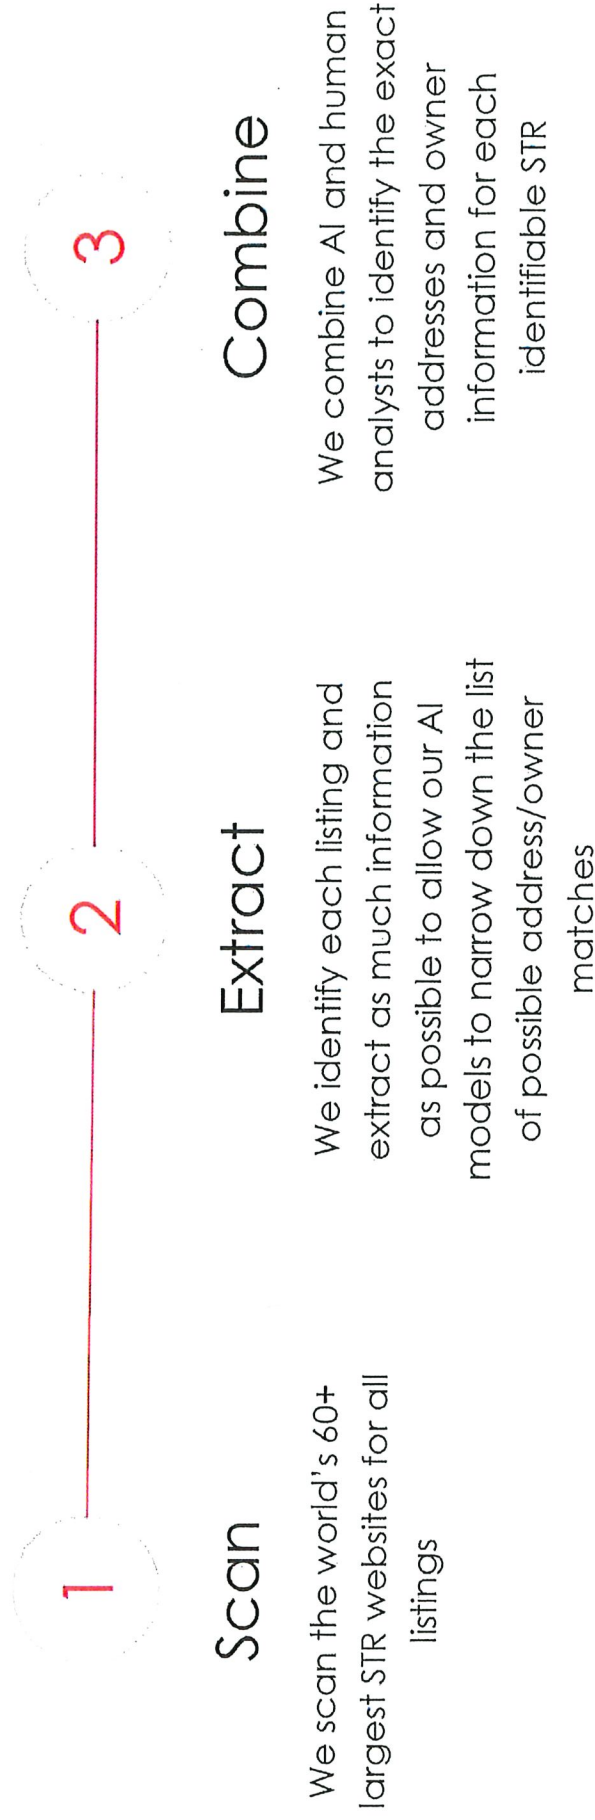 1
Scan
We scan the world's 60+
largest STR websites for all
listings
2
Extract
We identify each listing and
extract as much information
as possible to allow our AI
models to narrow down the list
of possible address/owner
matches
3
Combine
We combine AI and human
analysts to identify the exact
addresses and owner
information for each
identifiable STR